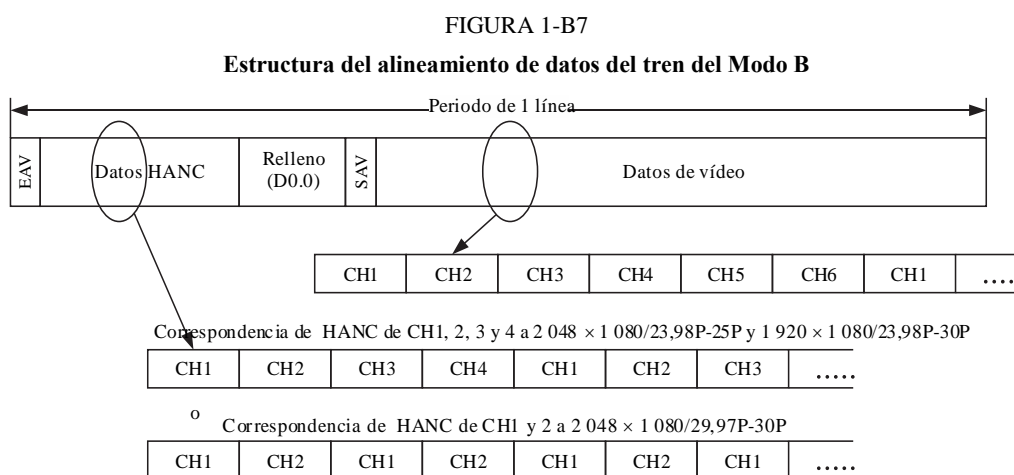 FIGURA 1-B7
Estructura del alineamiento de datos del tren del Modo B
Periodo de 1 línea
EAV Datos HANC Relleno (D0.0) SAV Datos de vídeo
CH1 CH2 CH3 CH4 CH5 CH6 CH1 ....
Correspondencia de HANC de CH1, 2, 3 y 4 a 2 048 × 1 080/23,98P-25P y 1 920 × 1 080/23,98P-30P
CH1 CH2 CH3 CH4 CH1 CH2 CH3 .....
o
Correspondencia de HANC de CH1 y 2 a 2 048 × 1 080/29,97P-30P
CH1 CH2 CH1 CH2 CH1 CH2 CH1 .....